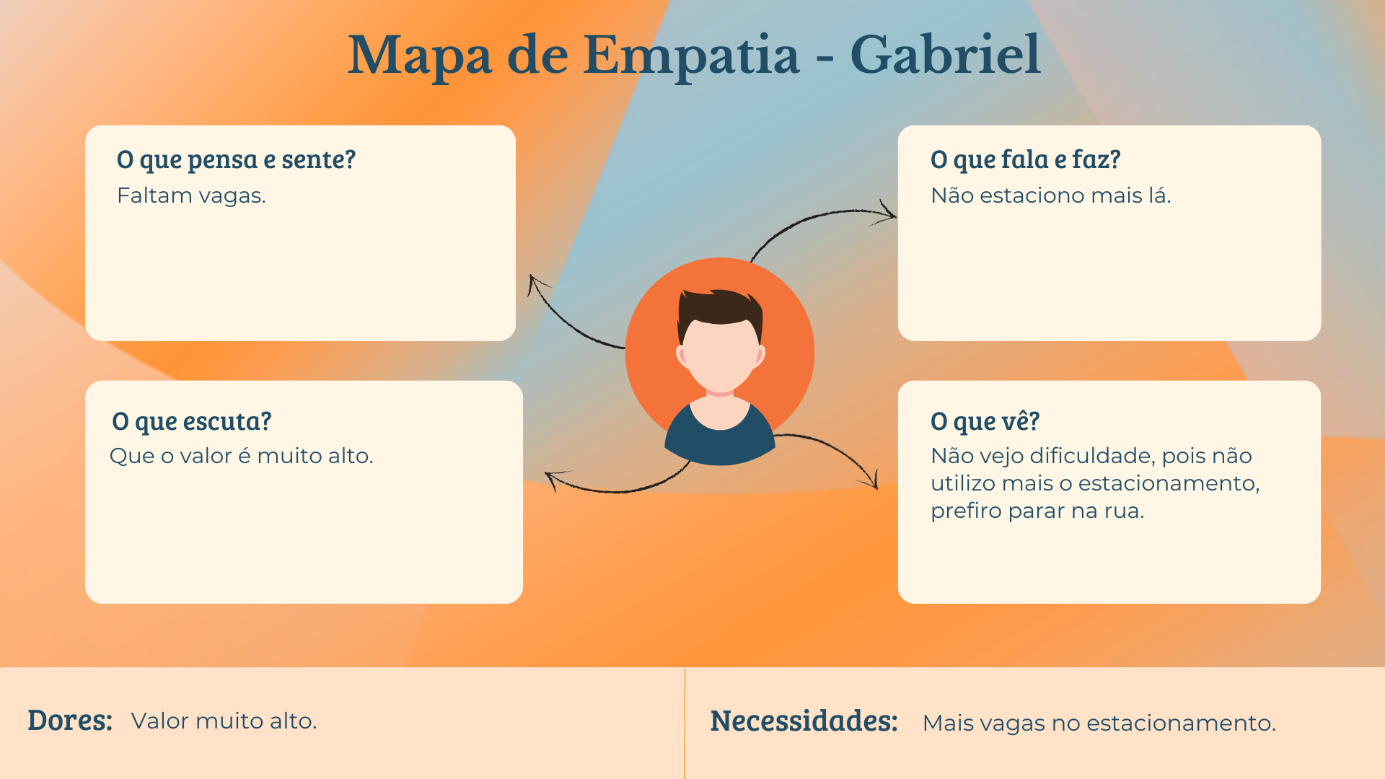 Mapa de Empatia - Gabriel
O que pensa e sente?
Faltam vagas.
O que fala e faz?
Não estaciono mais lá.
O que escuta?
Que o valor é muito alto.
O que vê?
Não vejo dificuldade, pois não
utilizo mais o estacionamento,
prefiro parar na rua.
Dores: Valor muito alto.
Necessidades: Mais vagas no estacionamento.